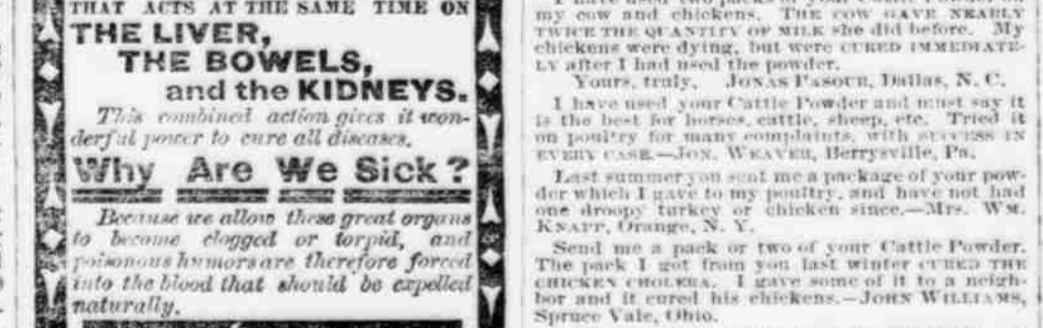 THAT ACTS AT THE SAME TIME ON
THE LIVER,
THE BOWELS,
and the KIDNEYS.
This combined action gives it won-
derful power to cure all diseases.
Why Are We Sick?
Because we allow these great organs
to become clogged or torpid, and
poisonous humors are therefore forced
into the blood that should be expelled
naturally.
I have used two packs of your Cattle Powder on
my cow and chickens. THE COW GAVE NEARLY
TWICE THE QUANTITY OF MILK she did before. My
chickens were dying, but were CURED IMMEDIATE-
LY after I had used the powder.
Yours, truly, JONAS PASOUR, Dallas, N. C.
I have used your Cattle Powder and must say it
is the best for horses, cattle, sheep, etc. Tried it
on poultry for many complaints, with SUCCESS IN
EVERY CASE.—JON. WEAVER, Berrysville, Pa.
Last summer you sent me a package of your pow-
der which I gave to my poultry, and have not had
one droopy turkey or chicken since.—MRS. WM.
KNAPP, Orange, N. Y.
Send me a pack or two of your Cattle Powder.
The pack I got from you last winter CURED THE
CHICKEN CHOLERA. I gave some of it to a neigh-
bor and it cured his chickens.—JOHN WILLIAMS,
Spruce Vale, Ohio.